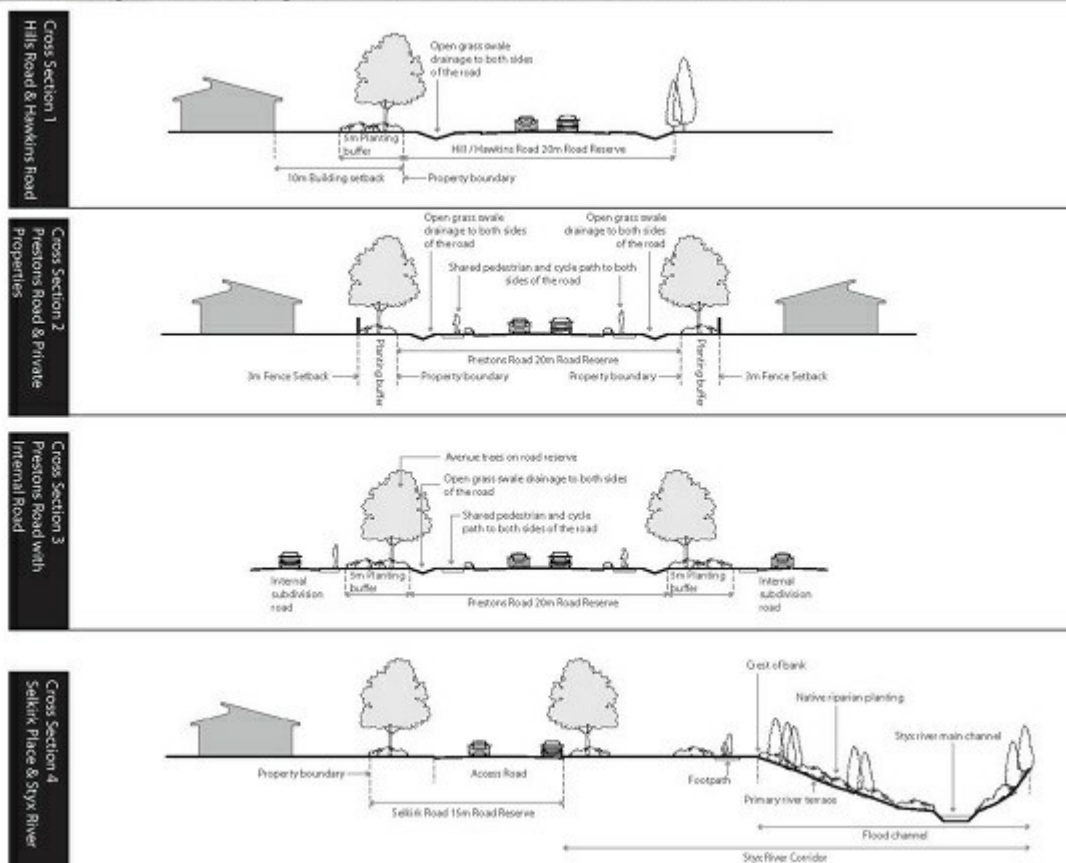 Cross Section 1
Hills Road & Hawkins Road
Open grass swale
drainage to both sides
of the road
5m Planting
buffer
Hill / Hawkins Road 20m Road Reserve
10m Building setback
Property boundary
Cross Section 2
Prestons Road & Private
Properties
Open grass swale
drainage to both sides
of the road
Open grass swale
drainage to both sides
of the road
Shared pedestrian and cycle path to both
sides of the road
Planting buffer
Prestons Road 20m Road Reserve
Planting buffer
3m Fence Setback
Property boundary
Property boundary
3m Fence Setback
Cross Section 3
Prestons Road with
Internal Road
Avenue trees on road reserve
Open grass swale drainage to both sides
of the road
Shared pedestrian and cycle
path to both sides of the road
Internal
subdivision
road
5m Planting
buffer
Prestons Road 20m Road Reserve
5m Planting
buffer
Internal
subdivision
road
Cross Section 4
Selkirk Place & Styx River
Crest of bank
Native riparian planting
Styx river main channel
Property boundary
Access Road
Footpath
Primary river terrace
Selkirk Road 15m Road Reserve
Flood channel
Styx River Corridor